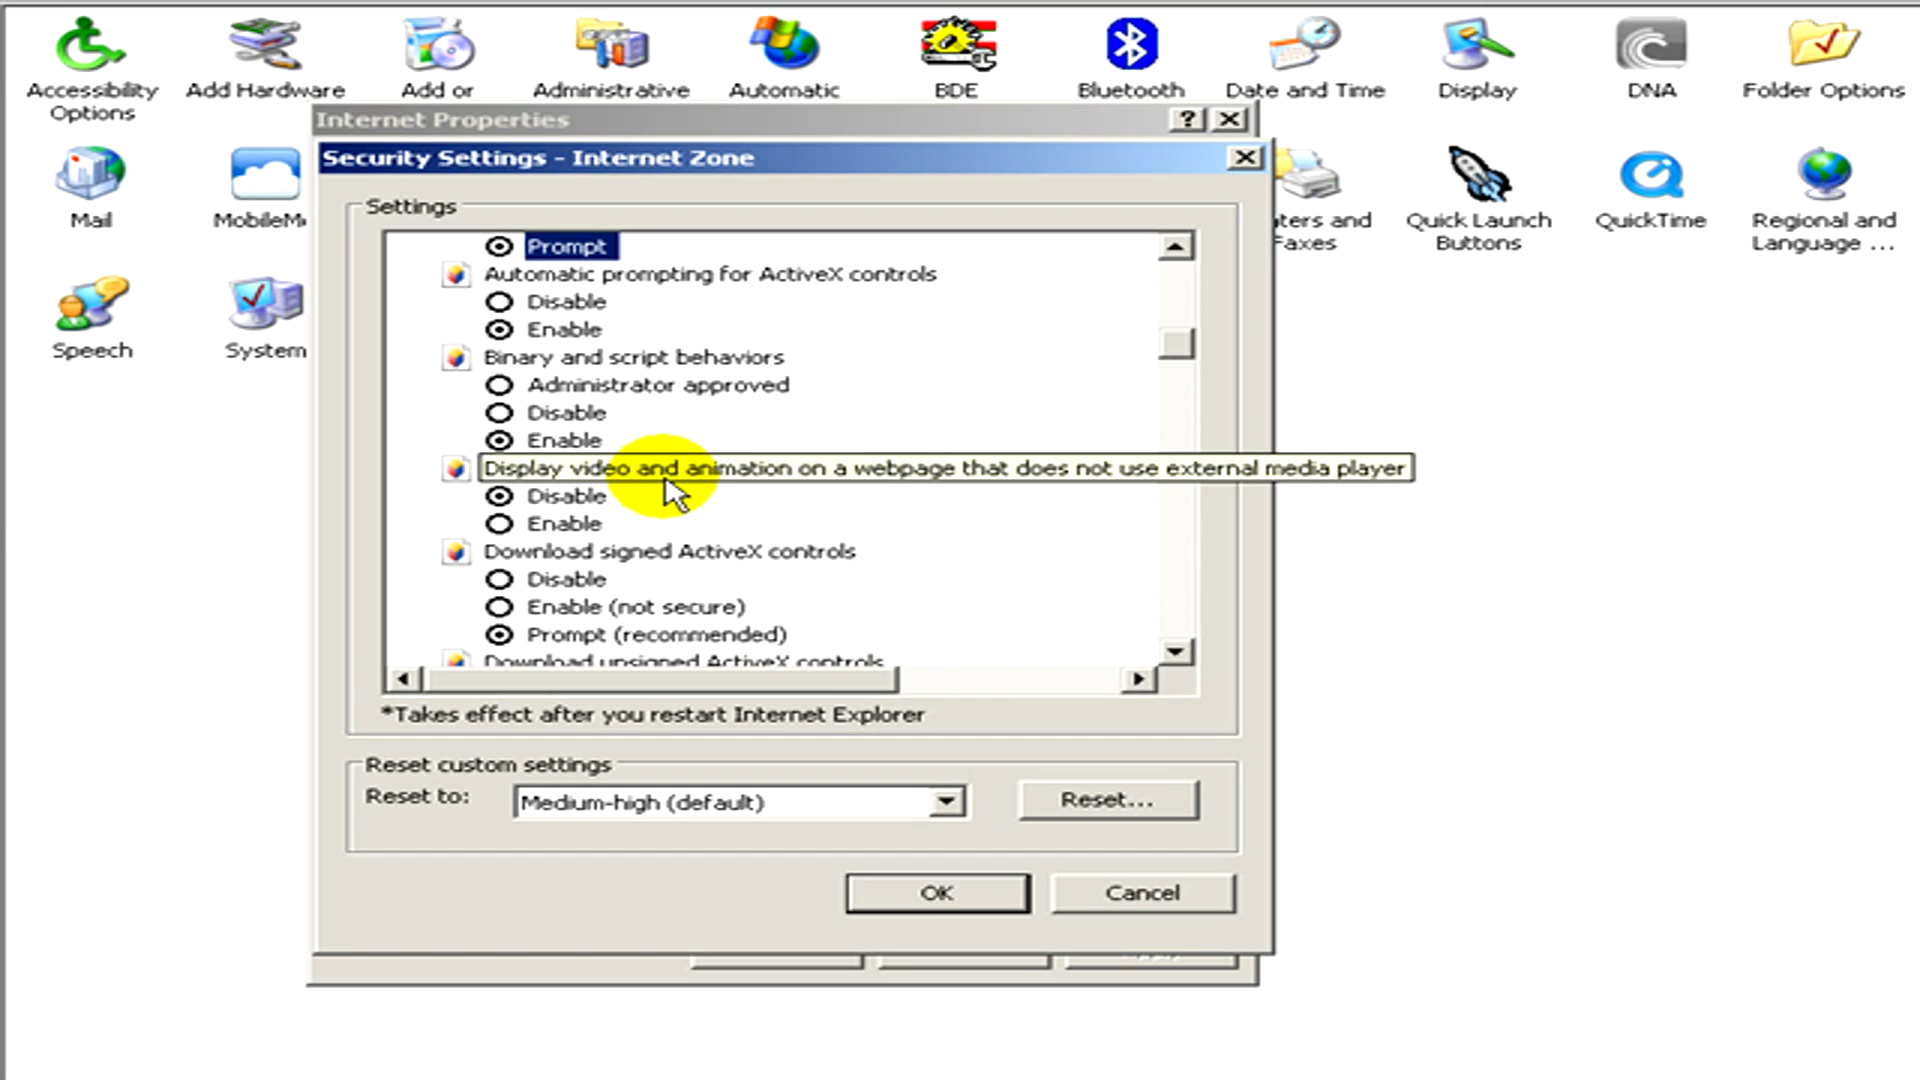 Accessibility Options
Add Hardware
Add or
Administrative
Automatic
BDE
Bluetooth
Date and Time
Display
DNA
Folder Options
Internet Properties
Security Settings - Internet Zone
Mail
MobileMe
ters and Faxes
Quick Launch Buttons
QuickTime
Regional and Language ...
Speech
System
Settings
Prompt
Automatic prompting for ActiveX controls
Disable
Enable
Binary and script behaviors
Administrator approved
Disable
Enable
Display video and animation on a webpage that does not use external media player
Disable
Enable
Download signed ActiveX controls
Disable
Enable (not secure)
Prompt (recommended)
Download unsigned ActiveX controls
*Takes effect after you restart Internet Explorer
Reset custom settings
Reset to:
Medium-high (default)
Reset...
OK
Cancel